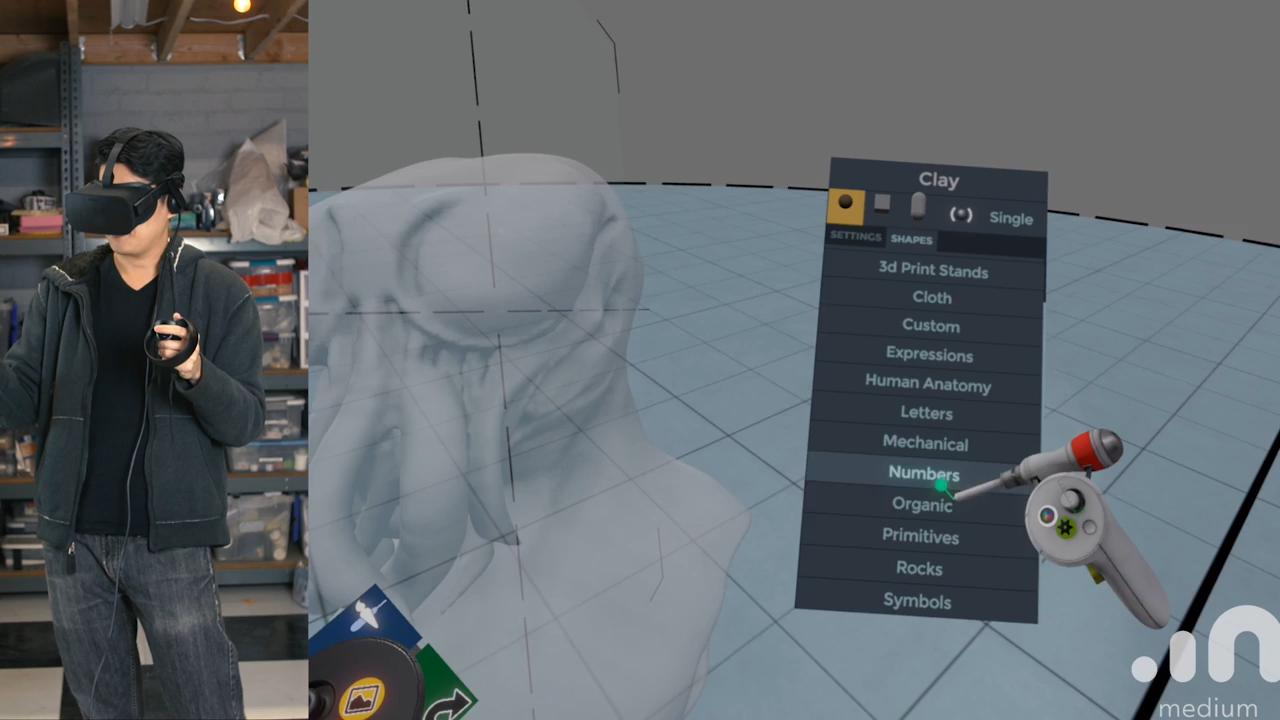 Clay
Single
SETTINGS SHAPES
3d Print Stands
Cloth
Custom
Expressions
Human Anatomy
Letters
Mechanical
Numbers
Organic
Primitives
Rocks
Symbols
medium